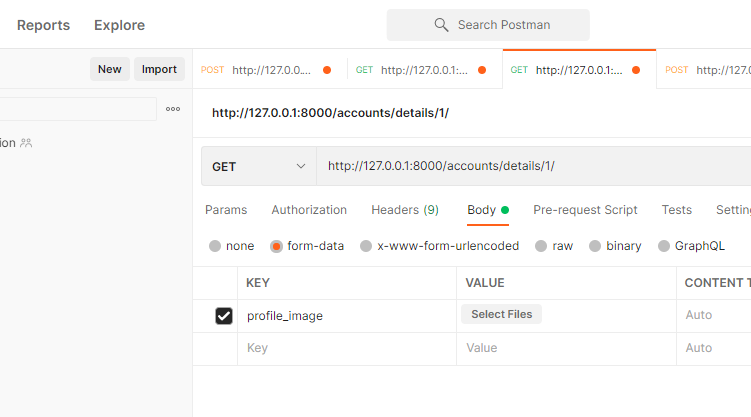 Reports Explore Search Postman
New Import POST http://127.0.0.... GET http://127.0.0.1:... GET http://127.0.0.1:... POST http://127.0
http://127.0.0.1:8000/accounts/details/1/
ion
GET http://127.0.0.1:8000/accounts/details/1/
Params Authorization Headers (9) Body Pre-request Script Tests Settin
none form-data x-www-form-urlencoded raw binary GraphQL
KEY VALUE CONTENT T
profile_image Select Files Auto
Key Value Auto